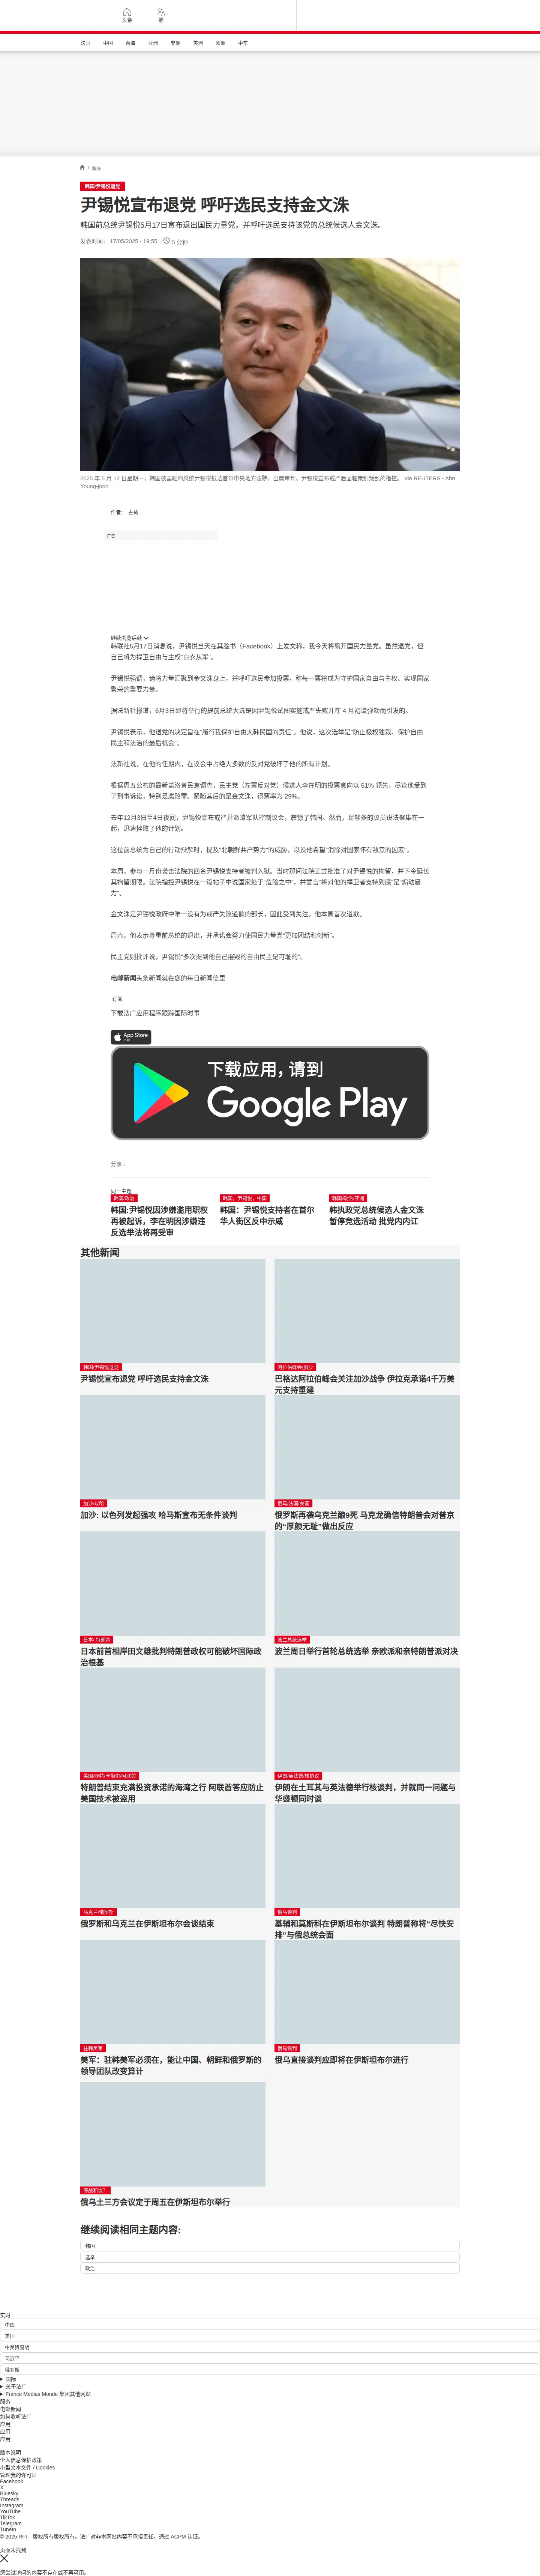 头条
繁
法国
中国
台海
亚洲
非洲
美洲
欧洲
中东
/ 国际
韩国/尹锡悦退党
尹锡悦宣布退党 呼吁选民支持金文洙
韩国前总统尹锡悦5月17日宣布退出国民力量党，并呼吁选民支持该党的总统候选人金文洙。
发表时间： 17/05/2025 - 19:55
5 分钟
2025 年 5 月 12 日星期一，韩国被罢黜的总统尹锡悦抵达首尔中央地方法院，出席审判。尹锡悦宣布戒严后面临策划叛乱的指控。 via REUTERS - Ahn
Young-joon
作者： 古莉
广告
继续浏览后续
韩联社5月17日消息说，尹锡悦当天在其脸书（Facebook）上发文称，我今天将离开国民力量党。虽然退党，但
自己将为捍卫自由与主权“白衣从军”。
尹锡悦强调，请将力量汇聚到金文洙身上，并呼吁选民参加投票，称每一票将成为守护国家自由与主权、实现国家
繁荣的重要力量。
据法新社报道，6月3日即将举行的提前总统大选是因尹锡悦试图实施戒严失败并在 4 月初遭弹劾而引发的。
尹锡悦表示，他退党的决定旨在“履行我保护自由大韩民国的责任”。他说，这次选举是“防止极权独裁、保护自由
民主和法治的最后机会”。
法新社说，在他的任期内，在议会中占绝大多数的反对党破坏了他的所有计划。
根据周五公布的最新盖洛普民意调查，民主党（左翼反对党）候选人李在明的投票意向以 51% 领先，尽管他受到
了刑事诉讼，特别是腐败罪。紧随其后的是金文洙，得票率为 29%。
去年12月3日至4日夜间，尹锡悦宣布戒严并派遣军队控制议会，震惊了韩国。然而，足够多的议员设法聚集在一
起，迅速挫败了他的计划。
这位前总统为自己的行动辩解时，提及“北朝鲜共产势力”的威胁，以及他希望“消除对国家怀有敌意的因素”。
本周，参与一月份袭击法院的四名尹锡悦支持者被判入狱。当时那间法院正式批准了对尹锡悦的拘留，并下令延长
其拘留期限。法院指控尹锡悦在一篇帖子中说国家处于“危险之中”，并誓言“将对他的捍卫者支持到底”是“煽动暴
力”。
金文洙是尹锡悦政府中唯一没有为戒严失败道歉的部长，因此受到关注。他本周首次道歉。
周六，他表示尊重前总统的退出，并承诺会努力使国民力量党“更加团结和创新”。
民主党则批评说，尹锡悦“多次提到他自己摧毁的自由民主是可耻的”。
电邮新闻头条新闻就在您的每日新闻信里
订阅
下载法广应用程序跟踪国际时事
App Store
下载
下载应用，请到
Google Play
分享 :
同一主题
韩国/政治
韩国:尹锡悦因涉嫌滥用职权
再被起诉，李在明因涉嫌违
反选举法将再受审
韩国，尹锡悦，中国
韩国：尹锡悦支持者在首尔
华人街区反中示威
韩国/政治/亚洲
韩执政党总统候选人金文洙
暂停竞选活动 批党内内讧
其他新闻
韩国/尹锡悦退党
尹锡悦宣布退党 呼吁选民支持金文洙
阿拉伯峰会/加沙
巴格达阿拉伯峰会关注加沙战争 伊拉克承诺4千万美
元支持重建
加沙/以哈
加沙: 以色列发起强攻 哈马斯宣布无条件谈判
俄乌/法国/美国
俄罗斯再袭乌克兰酿9死 马克龙确信特朗普会对普京
的“厚颜无耻”做出反应
日本/ 特朗普
日本前首相岸田文雄批判特朗普政权可能破坏国际政
治根基
波兰总统选举
波兰周日举行首轮总统选举 亲欧派和亲特朗普派对决
美国/沙特/卡塔尔/阿联酋
特朗普结束充满投资承诺的海湾之行 阿联酋答应防止
美国技术被盗用
伊朗/英法德/核协议
伊朗在土耳其与英法德举行核谈判，并就同一问题与
华盛顿同时谈
乌克兰/俄罗斯
俄罗斯和乌克兰在伊斯坦布尔会谈结束
俄乌谈判
基辅和莫斯科在伊斯坦布尔谈判 特朗普称将“尽快安
排”与俄总统会面
驻韩美军
美军：驻韩美军必须在，能让中国、朝鲜和俄罗斯的
领导团队改变算计
俄乌谈判
俄乌直接谈判应即将在伊斯坦布尔进行
停战和谈？
俄乌土三方会议定于周五在伊斯坦布尔举行
继续阅读相同主题内容:
韩国
选举
政治
实时
中国
美国
中美贸易战
习近平
俄罗斯
国际
关于法广
France Médias Monde 集团其他网站
服务
电邮新闻
如何收听法广
应用
应用
应用
版本说明
个人信息保护政策
小型文本文件 / Cookies
管理我的许可证
Facebook
X
Bluesky
Threads
Instagram
YouTube
TikTok
Telegram
TuneIn
© 2025 RFI – 版权所有版权所有。法广对非本网站内容不承担责任。通过 ACPM 认证。
页面未找到
您尝试访问的内容不存在或不再可用。